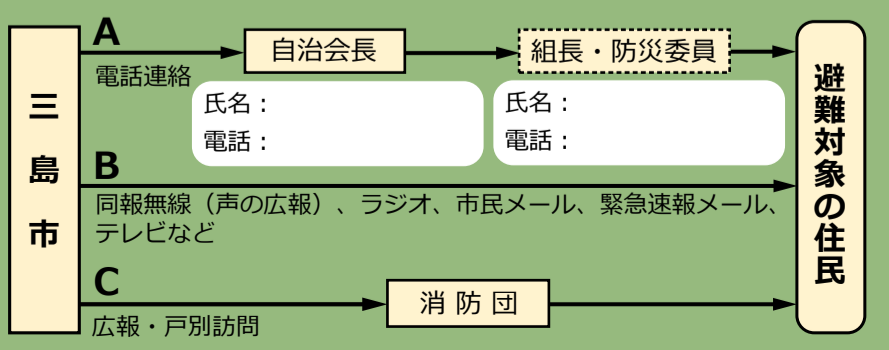 三島市
A
電話連絡
自治会長
組長・防災委員
氏名：
電話：
氏名：
電話：
B
同報無線（声の広報）、ラジオ、市民メール、緊急速報メール、
テレビなど
C
広報・戸別訪問
消防団
避難対象の住民